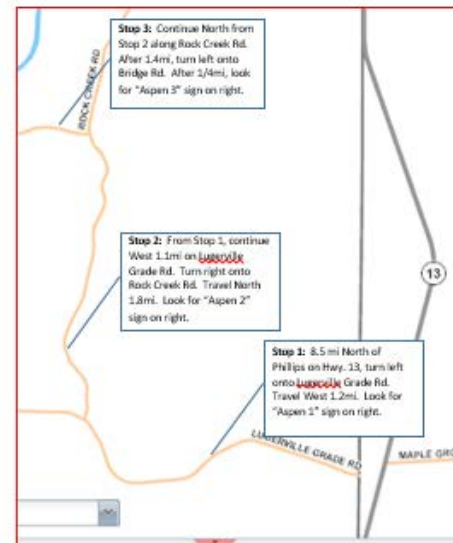 Stop 3: Continue North from
Stop 2 along Rock Creek Rd.
After 1.4mi, turn left onto
Bridge Rd. After 1/4mi, look
for "Aspen 3" sign on right.
ROCK CREEK RD
Stop 2: From Stop 1, continue
West 1.1mi on Lugerville
Grade Rd. Turn right onto
Rock Creek Rd. Travel North
1.8mi. Look for "Aspen 2"
sign on right.
13
Stop 1: 8.5 mi North of
Phillips on Hwy. 13, turn left
onto Lugerville Grade Rd.
Travel West 1.2mi. Look for
"Aspen 1" sign on right.
LUGERVILLE GRADE RD
MAPLE GRO